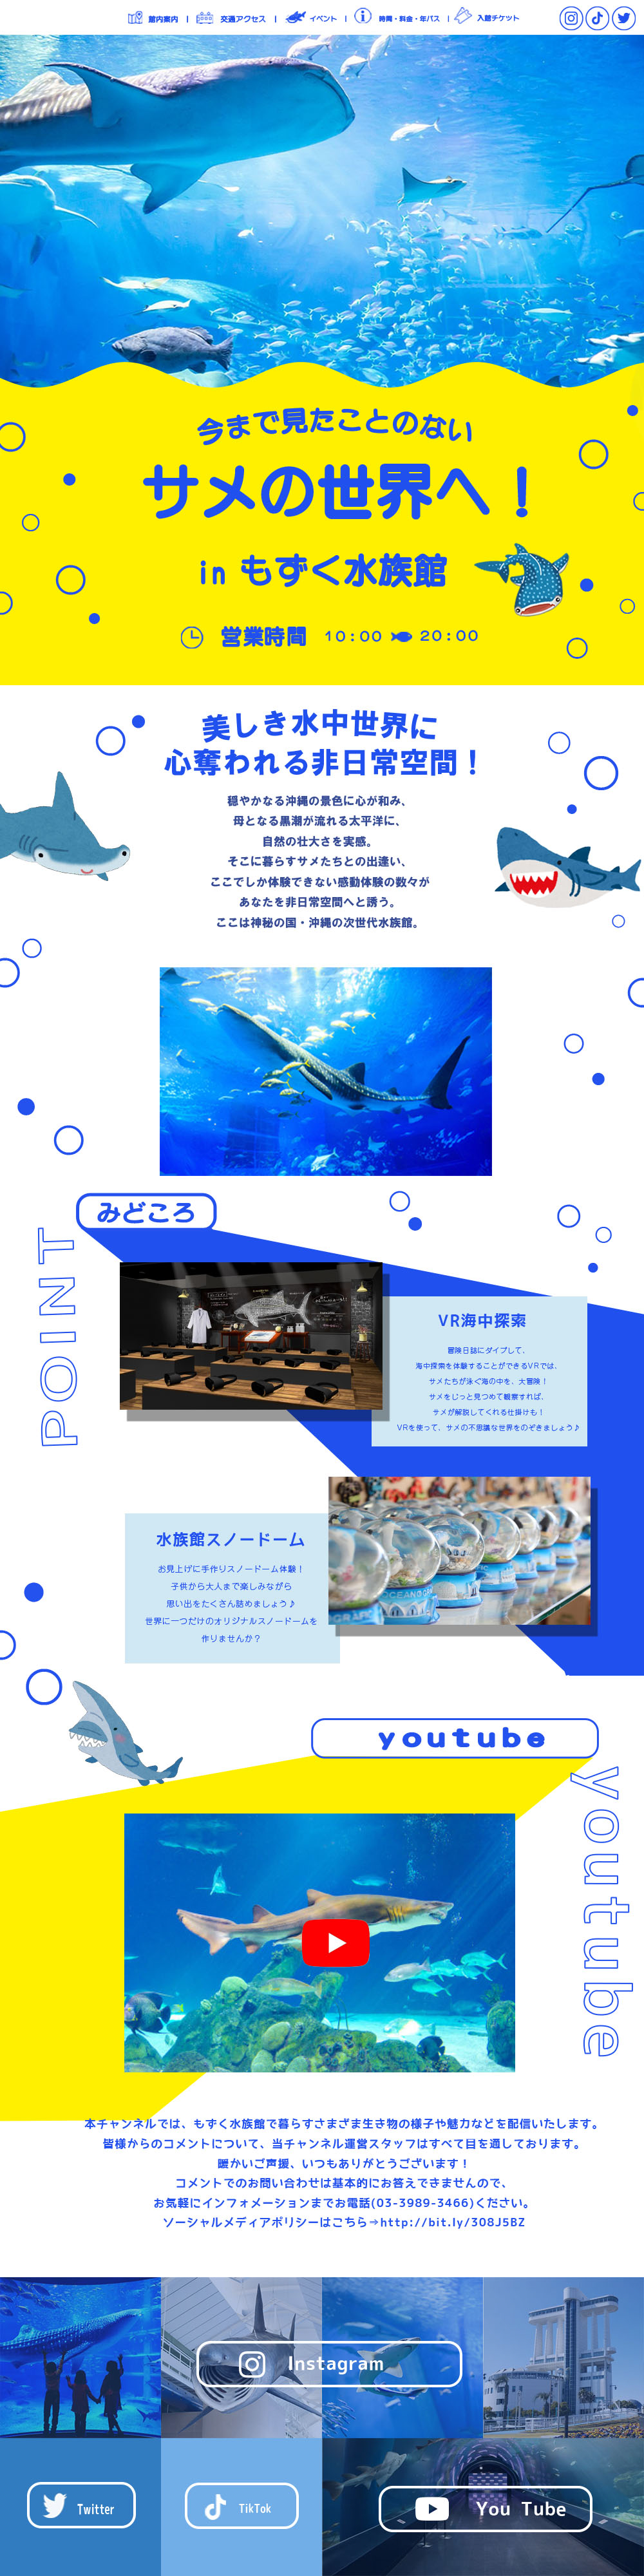 館内案内 | 交通アクセス | イベント | 時間・料金・年パス | 入館チケット
今まで見たことのない
サメの世界へ！
in もずく水族館
営業時間 10:00 20:00
美しき水中世界に
心奪われる非日常空間！
穏やかなる沖縄の景色に心が和み、
母となる黒潮が流れる太平洋に、
自然の壮大さを実感。
そこに暮らすサメたちとの出逢い、
ここでしか体験できない感動体験の数々が
あなたを非日常空間へと誘う。
ここは神秘の国・沖縄の次世代水族館。
みどころ
POINT
VR海中探索
冒険日誌にダイブして、
海中探索を体験することができるVRでは、
サメたちが泳ぐ海の中を、大冒険！
サメをじっと見つめて観察すれば、
サメが解説してくれる仕掛けも！
VRを使って、サメの不思議な世界をのぞきましょう♪
水族館スノードーム
お見上げに手作りスノードーム体験！
子供から大人まで楽しみながら
思い出をたくさん詰めましょう♪
世界に一つだけのオリジナルスノードームを
作りませんか？
OCEANOGR
GRAF
youtube
youtube
本チャンネルでは、もずく水族館で暮らすさまざま生き物の様子や魅力などを配信いたします。
皆様からのコメントについて、当チャンネル運営スタッフはすべて目を通しております。
暖かいご声援、いつもありがとうございます！
コメントでのお問い合わせは基本的にお答えできませんので、
お気軽にインフォメーションまでお電話(03-3989-3466)ください。
ソーシャルメディアポリシーはこちら⇒http://bit.ly/308J5BZ
Instagram
Twitter
TikTok
You Tube